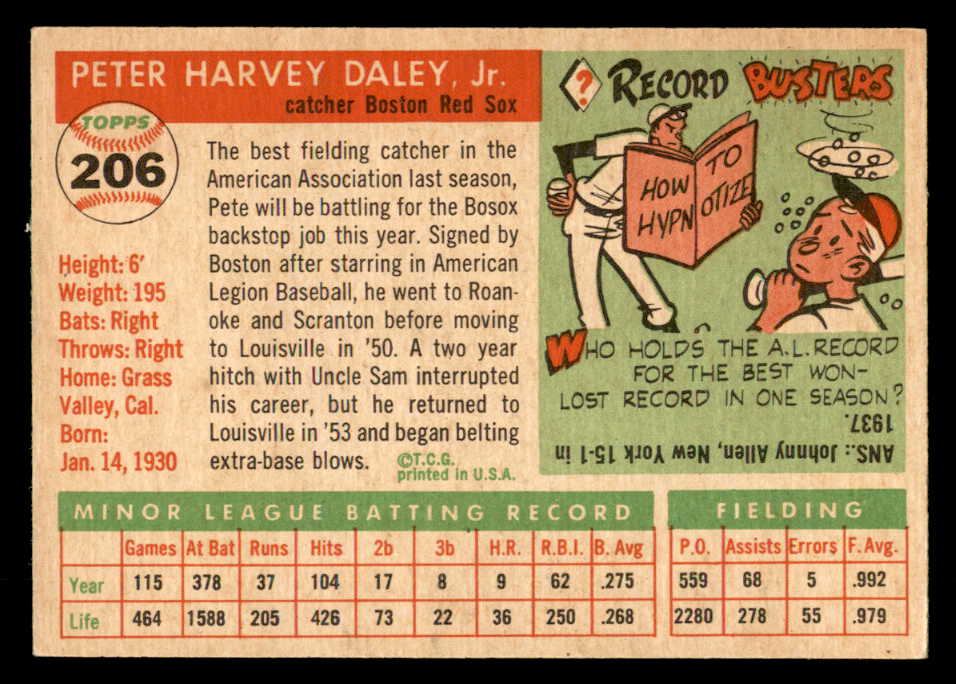 PETER HARVEY DALEY, Jr.
catcher Boston Red Sox
TOPPS
206
Height: 6'
Weight: 195
Bats: Right
Throws: Right
Home: Grass
Valley, Cal.
Born:
Jan. 14, 1930
The best fielding catcher in the
American Association last season,
Pete will be battling for the Bosox
backstop job this year. Signed by
Boston after starring in American
Legion Baseball, he went to Roan-
oke and Scranton before moving
to Louisville in '50. A two year
hitch with Uncle Sam interrupted
his career, but he returned to
Louisville in '53 and began belting
extra-base blows.
©T.C.G.
printed in U.S.A.
? RECORD BUSTERS
HOW TO
HYPNOTIZE
WHO HOLDS THE A.L. RECORD
FOR THE BEST WON-
LOST RECORD IN ONE SEASON?
ANS.: Johnny Allen, New York 15-1 in
1937.
MINOR LEAGUE BATTING RECORD
Games At Bat Runs Hits 2b 3b H.R. R.B.I. B. Avg
Year 115 378 37 104 17 8 9 62 .275
Life 464 1588 205 426 73 22 36 250 .268
FIELDING
P.O. Assists Errors F. Avg.
559 68 5 .992
2280 278 55 .979